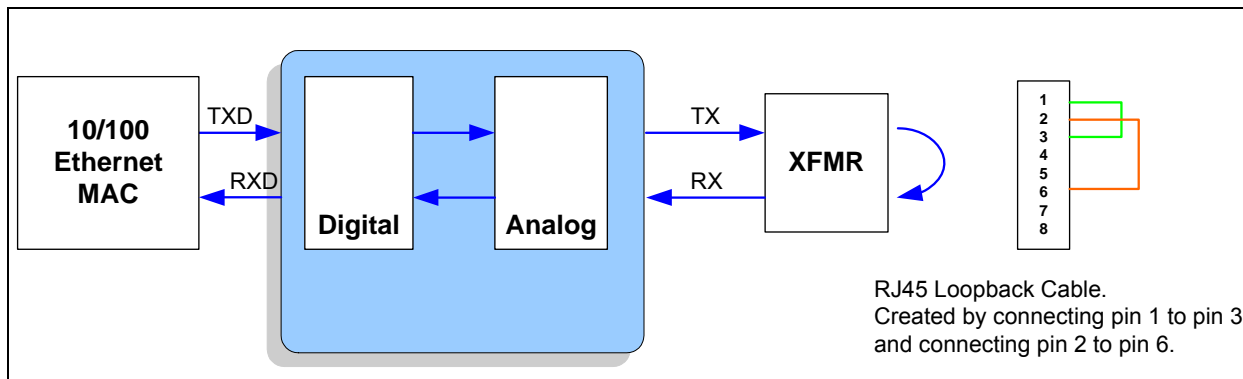 10/100
Ethernet
MAC
TXD
RXD
Digital
Analog
TX
RX
XFMR
1
2
3
4
5
6
7
8
RJ45 Loopback Cable.
Created by connecting pin 1 to pin 3
and connecting pin 2 to pin 6.